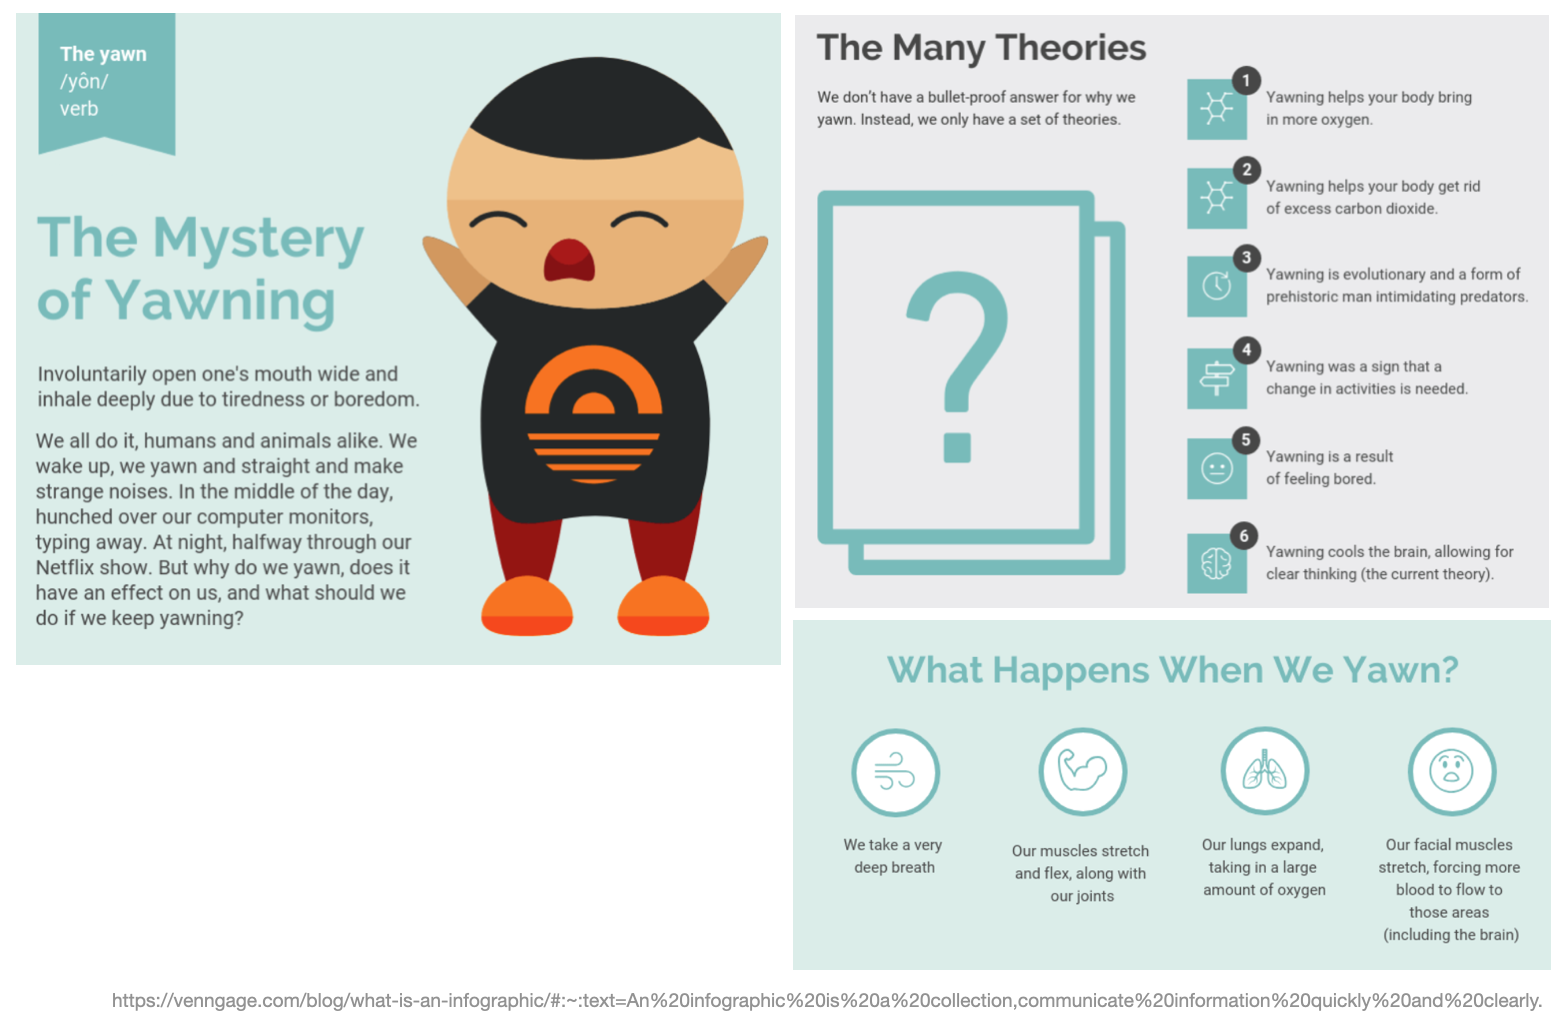 The yawn
/yôn/
verb
The Mystery
of Yawning
Involuntarily open one's mouth wide and
inhale deeply due to tiredness or boredom.
We all do it, humans and animals alike. We
wake up, we yawn and straight and make
strange noises. In the middle of the day,
hunched over our computer monitors,
typing away. At night, halfway through our
Netflix show. But why do we yawn, does it
have an effect on us, and what should we
do if we keep yawning?
The Many Theories
We don't have a bullet-proof answer for why we
yawn. Instead, we only have a set of theories.
?
1
Yawning helps your body bring
in more oxygen.
2
Yawning helps your body get rid
of excess carbon dioxide.
3
Yawning is evolutionary and a form of
prehistoric man intimidating predators.
4
Yawning was a sign that a
change in activities is needed.
5
Yawning is a result
of feeling bored.
6
Yawning cools the brain, allowing for
clear thinking (the current theory).
What Happens When We Yawn?
We take a very
deep breath
Our muscles stretch
and flex, along with
our joints
Our lungs expand,
taking in a large
amount of oxygen
Our facial muscles
stretch, forcing more
blood to flow to
those areas
(including the brain)
https://venngage.com/blog/what-is-an-infographic/#:~:text=An%20infographic%20is%20a%20collection,communicate%20information%20quickly%20and%20clearly.